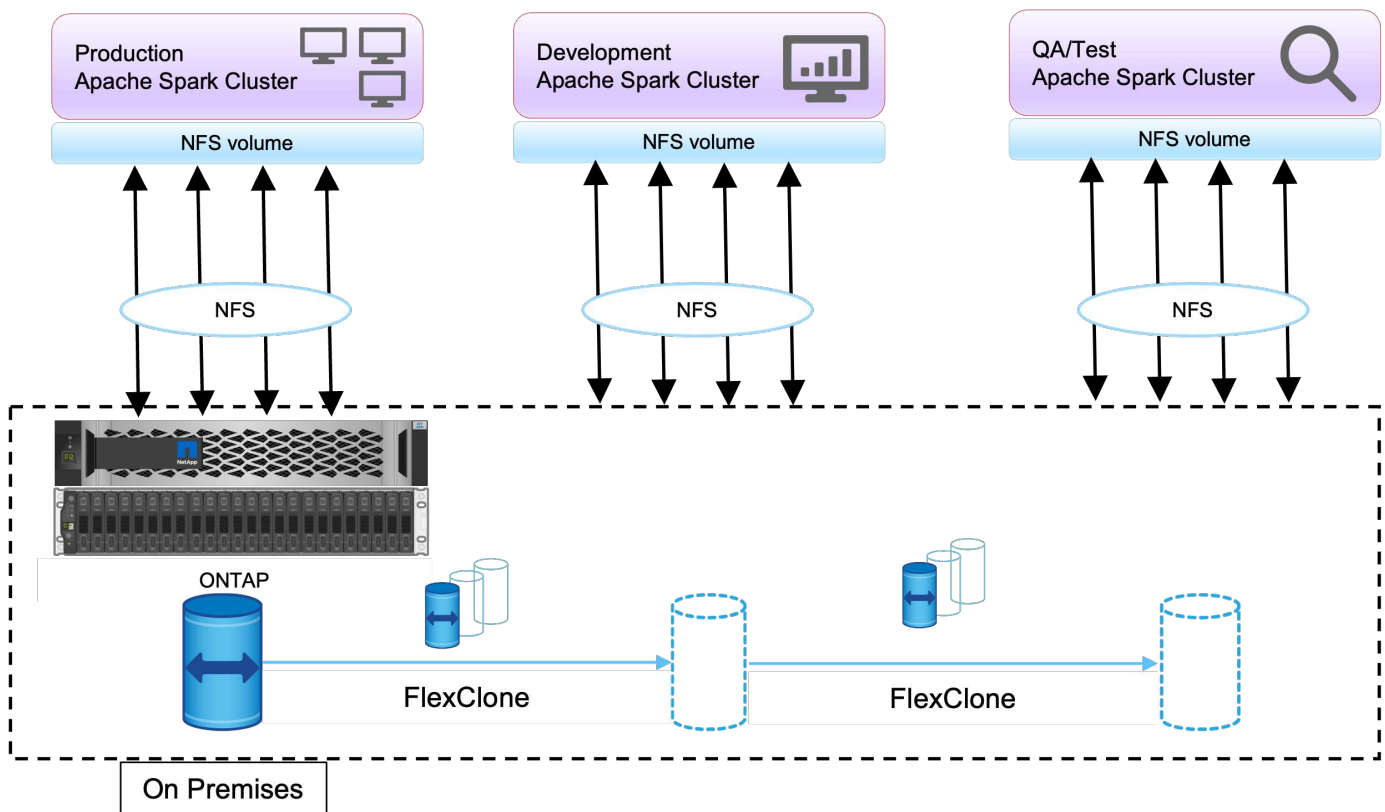 Production
Apache Spark Cluster
Development
Apache Spark Cluster
QA/Test
Apache Spark Cluster
NFS volume
NFS volume
NFS volume
NFS
NFS
NFS
NetApp
ONTAP
FlexClone
FlexClone
On Premises